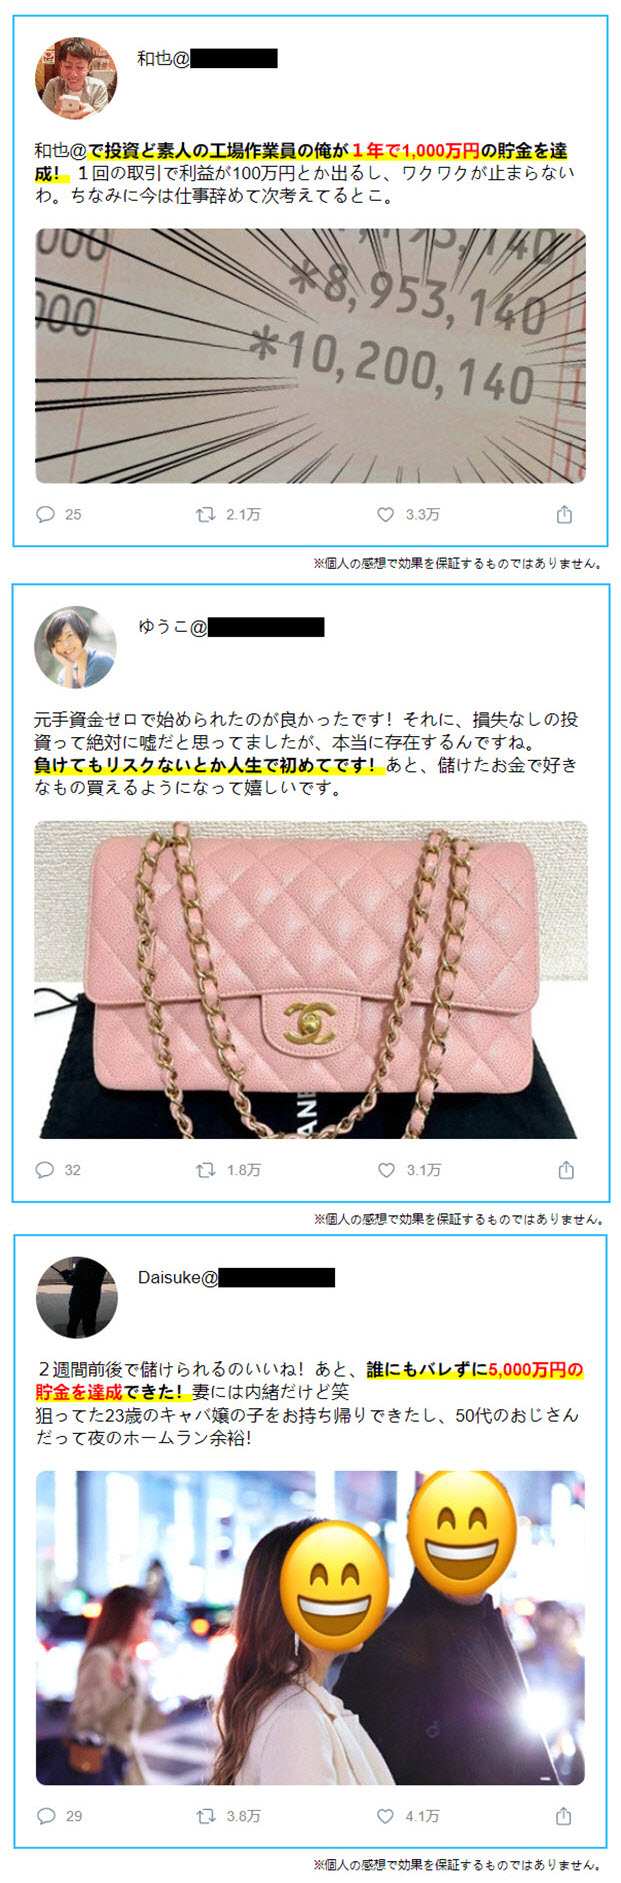 和也@
和也@で投資ど素人の工場作業員の俺が１年で1,000万円の貯金を達
成！ １回の取引で利益が100万円とか出るし、ワクワクが止まらない
わ。ちなみに今は仕事辞めて次考えてるとこ。
000
140
*8,953,140
000
*10,200,140
25 2.1万 3.3万
※個人の感想で効果を保証するものではありません。
ゆうこ@
元手資金ゼロで始められたのが良かったです！それに、損失なしの投
資って絶対に嘘だと思ってましたが、本当に存在するんですね。
負けてもリスクないとか人生で初めてです！あと、儲けたお金で好き
なもの買えるようになって嬉しいです。
ANE
32 1.8万 3.1万
※個人の感想で効果を保証するものではありません。
Daisuke@
２週間前後で儲けられるのいいね！あと、誰にもバレずに5,000万円の
貯金を達成できた！妻には内緒だけど笑
狙ってた23歳のキャバ嬢の子をお持ち帰りできたし、50代のおじさん
だって夜のホームラン余裕！
29 3.8万 4.1万
※個人の感想で効果を保証するものではありません。